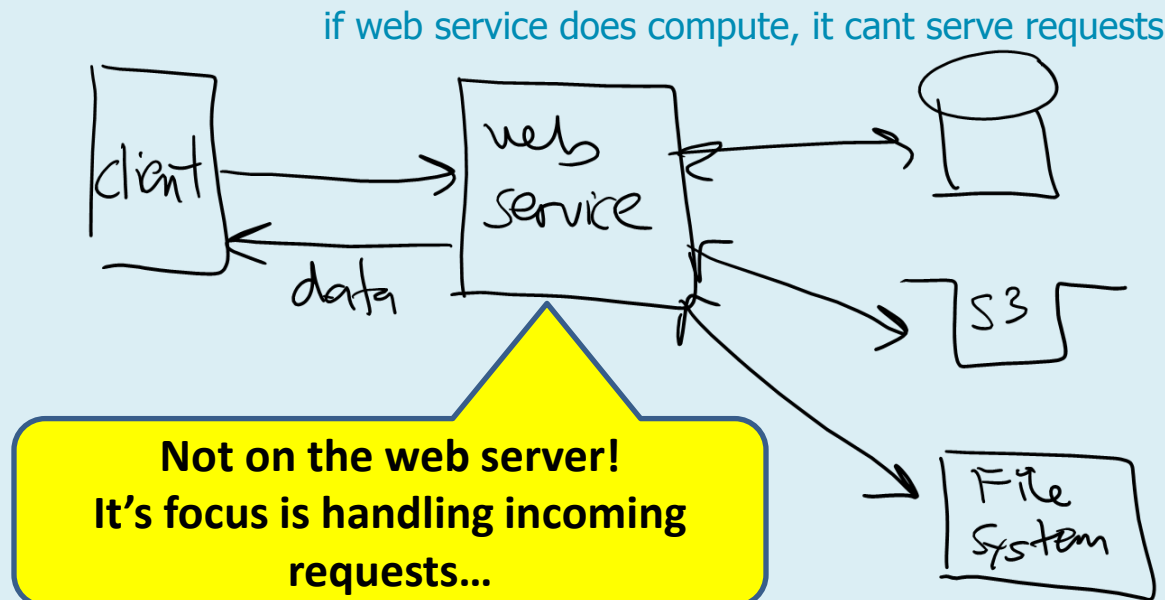 if web service does compute, it cant serve requests
client
web
service
data
S3
File
System
Not on the web server!
It’s focus is handling incoming
requests…